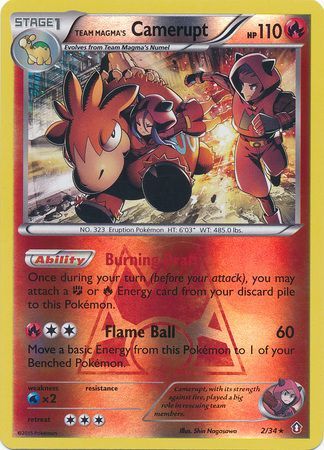 STAGE1
TEAM MAGMA'S Camerupt HP110
Evolves from Team Magma's Numel
NO. 323 Eruption Pokémon HT: 6'03" WT: 485.0 lbs.
Ability Burning Draft
Once during your turn (before your attack), you may
attach a or Energy card from your discard pile
to this Pokémon.
Flame Ball 60
Move a basic Energy from this Pokémon to 1 of your
Benched Pokémon.
weakness resistance
×2
retreat
Camerupt, with its strength
against fire, played a big
role in rescuing team
members.
©2015 Pokémon
Illus. Shin Nagasawa
2/34★